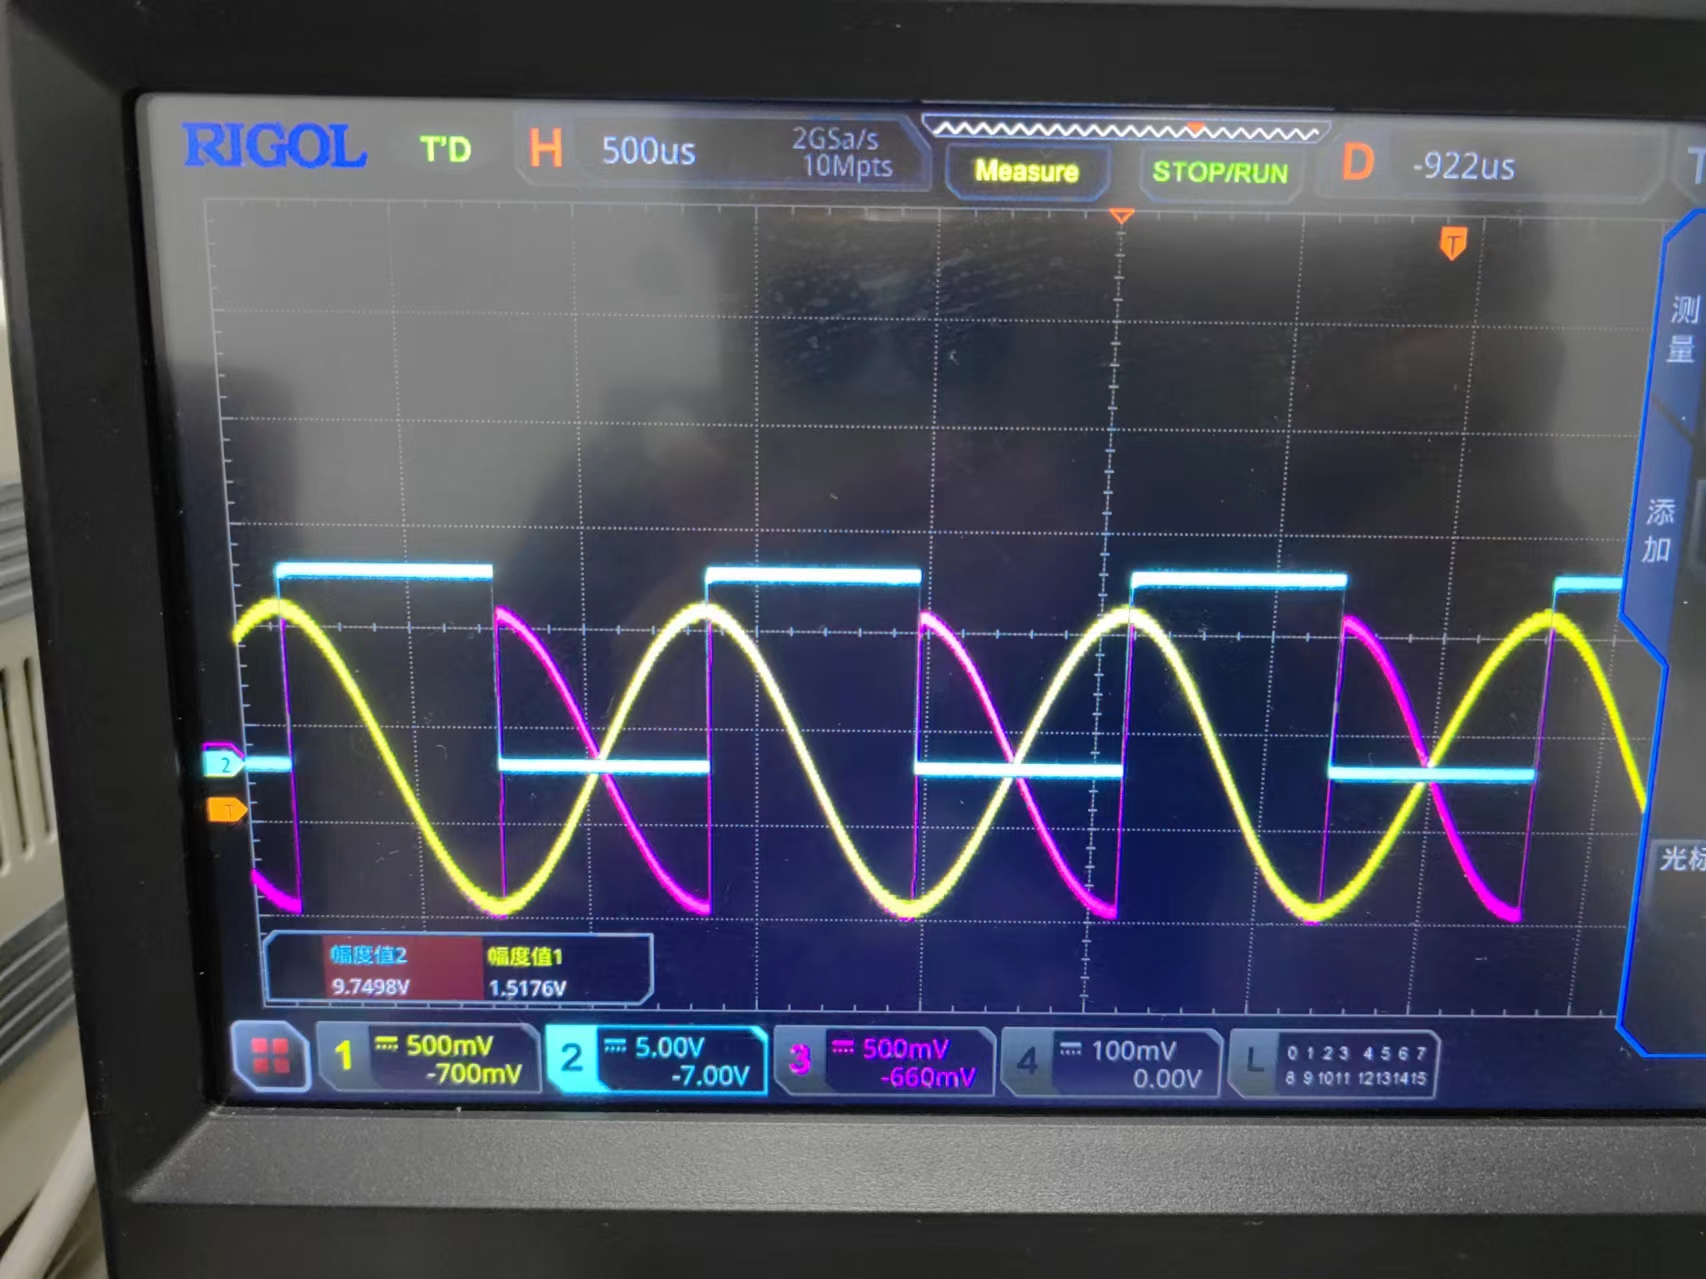 RIGOL T'D H 500us 2GSa/s 10Mpts Measure STOP/RUN D -922us T
T
测量
添加
2
T
光标
幅度值2 幅度值1
9.7498V 1.5176V
1 500mV -700mV
2 5.00V -7.00V
3 500mV -660mV
4 100mV 0.00V
L 0 1 2 3 4 5 6 7
8 9 10 11 12 13 14 15